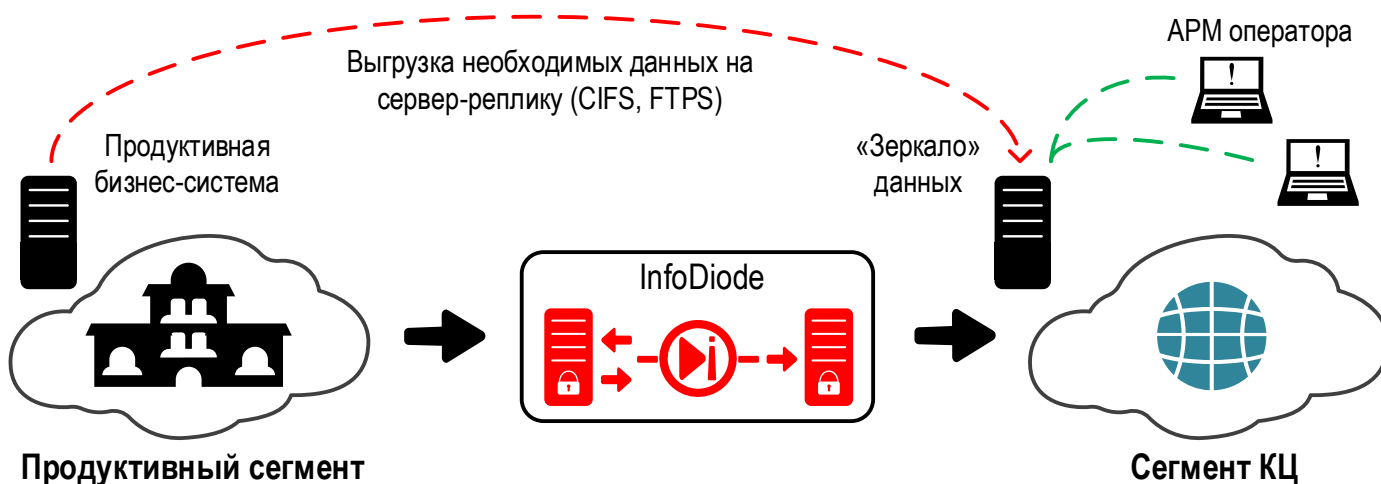 АРМ оператора
Выгрузка необходимых данных на
сервер-реплику (CIFS, FTPS)
Продуктивная
бизнес-система
«Зеркало»
данных
InfoDiode
Продуктивный сегмент
Сегмент КЦ